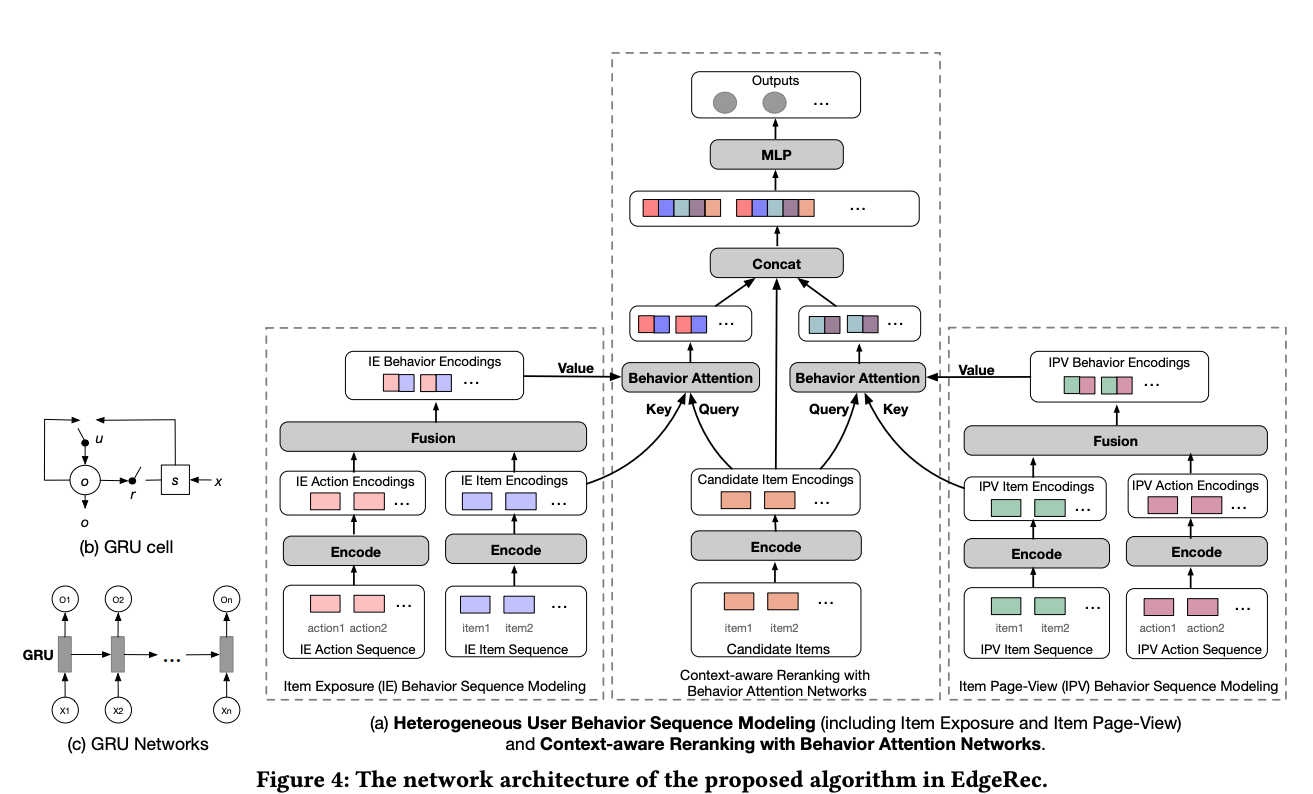 Outputs
...
MLP
...
Concat
...
...
IE Behavior Encodings
...
Value
Behavior Attention
Behavior Attention
Value
IPV Behavior Encodings
...
Key
Query
Query
Key
Fusion
Fusion
IE Action Encodings
...
IE Item Encodings
...
Candidate Item Encodings
...
IPV Item Encodings
...
IPV Action Encodings
...
Encode
Encode
Encode
Encode
Encode
...
action1 action2
IE Action Sequence
...
item1 item2
IE Item Sequence
...
item1 item2
Candidate Items
...
item1 item2
IPV Item Sequence
...
action1 action2
IPV Action Sequence
Item Exposure (IE) Behavior Sequence Modeling
Context-aware Reranking with
Behavior Attention Networks
Item Page-View (IPV) Behavior Sequence Modeling
u
o
r
s
x
o
(b) GRU cell
O1 O2 On
GRU
...
X1 X2 Xn
(c) GRU Networks
(a) Heterogeneous User Behavior Sequence Modeling (including Item Exposure and Item Page-View)
and Context-aware Reranking with Behavior Attention Networks.
Figure 4: The network architecture of the proposed algorithm in EdgeRec.